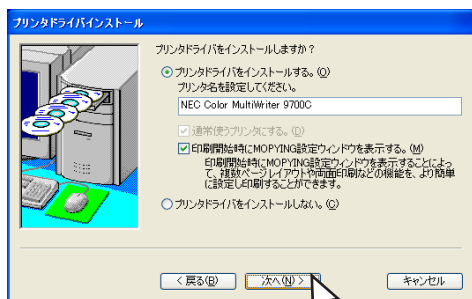 プリンタドライバインストール
プリンタドライバをインストールしますか？
プリンタドライバをインストールする。(O)
プリンタ名を設定してください。
NEC Color MultiWriter 9700C
通常使うプリンタにする。(D)
印刷開始時にMOPYING設定ウィンドウを表示する。(M)
印刷開始時にMOPYING設定ウィンドウを表示することによっ
て、複数ページレイアウトや両面印刷などの機能を、より簡単
に設定し印刷することができます。
プリンタドライバをインストールしない。(Q)
< 戻る(B)
次へ(N) >
キャンセル